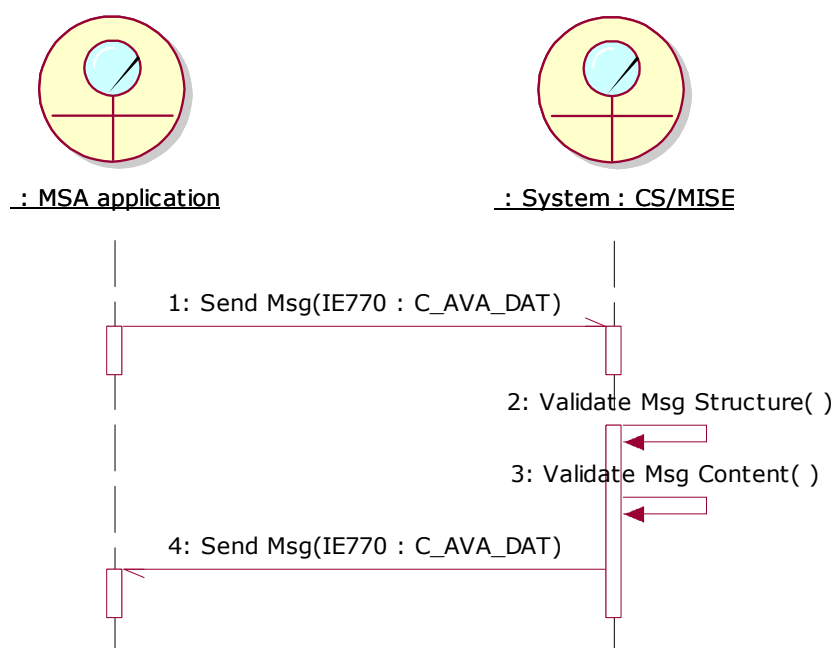 : MSA application
: System : CS/MISE
1: Send Msg(IE770 : C_AVA_DAT)
2: Validate Msg Structure( )
3: Validate Msg Content( )
4: Send Msg(IE770 : C_AVA_DAT)